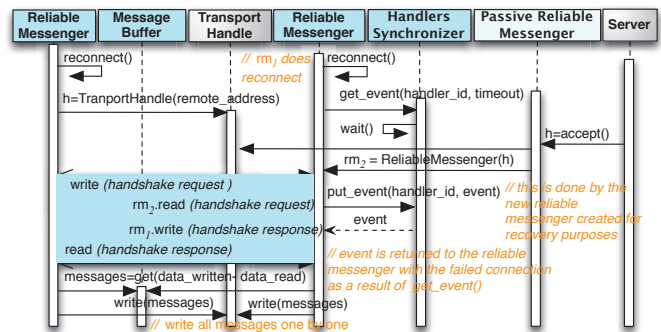 Reliable Messenger
Message Buffer
Transport Handle
Reliable Messenger
Handlers Synchronizer
Passive Reliable Messenger
Server
reconnect()
// rm1 does
reconnect
reconnect()
h=TranportHandle(remote_address)
get_event(handler_id, timeout)
wait()
h=accept()
rm2 = ReliableMessenger(h)
write (handshake request )
put_event(handler_id, event)
// this is done by the
new reliable
messenger created for
recovery purposes
rm2.read (handshake request)
event
rm1.write (handshake response)
read (handshake response)
// event is returned to the reliable
messenger with the failed connection
as a result of get_event()
messages=get(data_written- data_read)
write(messages)
write(messages)
// write all messages one by one